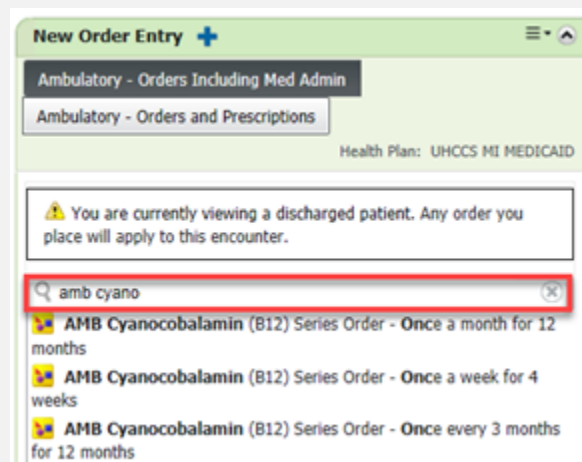 New Order Entry
Ambulatory - Orders Including Med Admin
Ambulatory - Orders and Prescriptions
Health Plan: UHCCS MI MEDICAID
You are currently viewing a discharged patient. Any order you
place will apply to this encounter.
amb cyano
AMB Cyanocobalamin (B12) Series Order - Once a month for 12
months
AMB Cyanocobalamin (B12) Series Order - Once a week for 4
weeks
AMB Cyanocobalamin (B12) Series Order - Once every 3 months
for 12 months